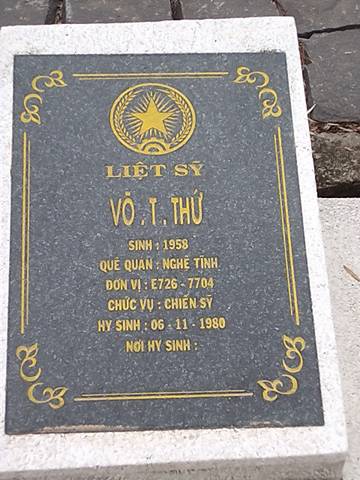 LIỆT SỸ
VÕ . T . THỨ
SINH : 1958
QUÊ QUÁN : NGHỆ TĨNH
ĐƠN VỊ : E726 - 7704
CHỨC VỤ : CHIẾN SỸ
HY SINH : 06 - 11 - 1980
NƠI HY SINH :